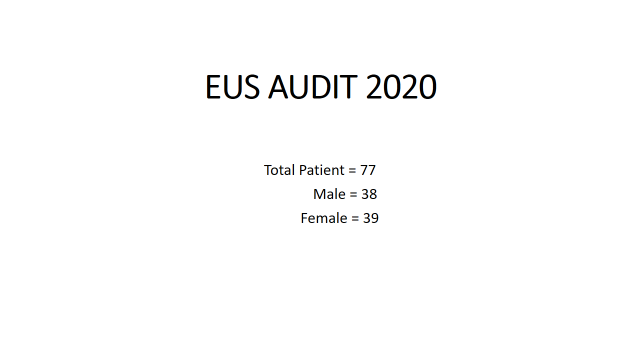 EUS AUDIT 2020
Total Patient = 77
Male = 38
Female = 39